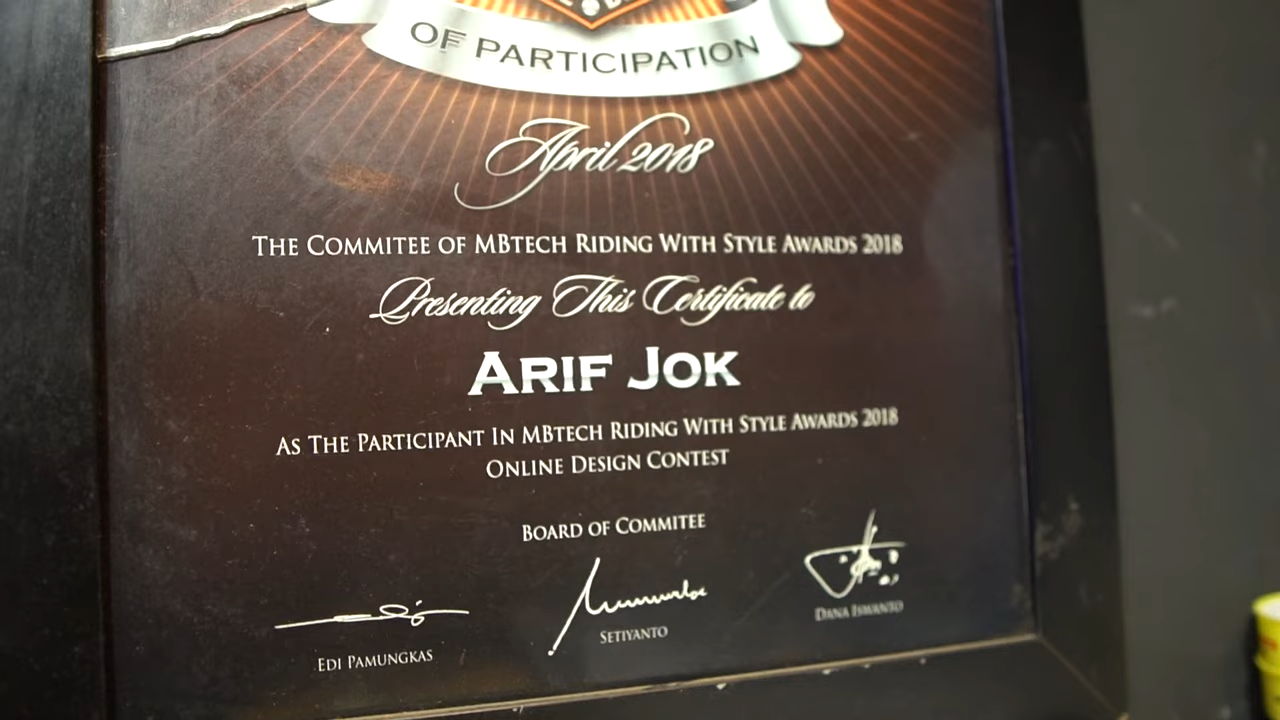 OF PARTICIPATION
April 2018
THE COMMITEE OF MBTECH RIDING WITH STYLE AWARDS 2018
Presenting This Certificate to
ARIF JOK
AS THE PARTICIPANT IN MBTECH RIDING WITH STYLE AWARDS 2018
ONLINE DESIGN CONTEST
BOARD OF COMMITEE
EDI PAMUNGKAS
SETIYANTO
DANA ISWANTO